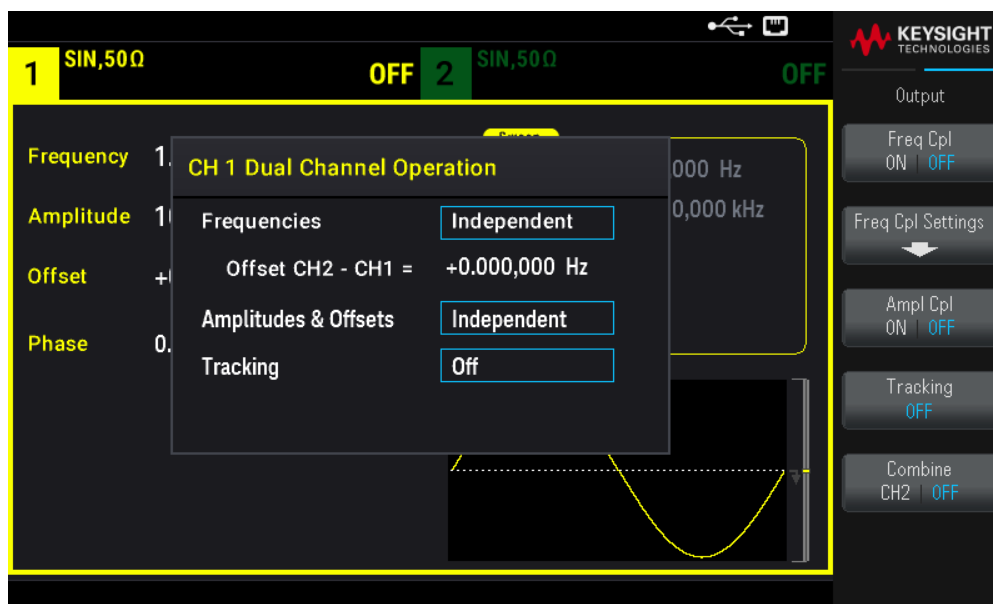 KEYSIGHT
TECHNOLOGIES
1 SIN,50Ω OFF
2 SIN,50Ω OFF
Output
Freq Cpl
ON | OFF
Freq Cpl Settings
Ampl Cpl
ON | OFF
Tracking
OFF
Combine
CH2 | OFF
Frequency 1.
Amplitude
Offset
Phase 0.
CH 1 Dual Channel Operation
Frequencies Independent
Offset CH2 - CH1 = +0.000,000 Hz
Amplitudes & Offsets Independent
Tracking Off
,000 Hz
0,000 kHz